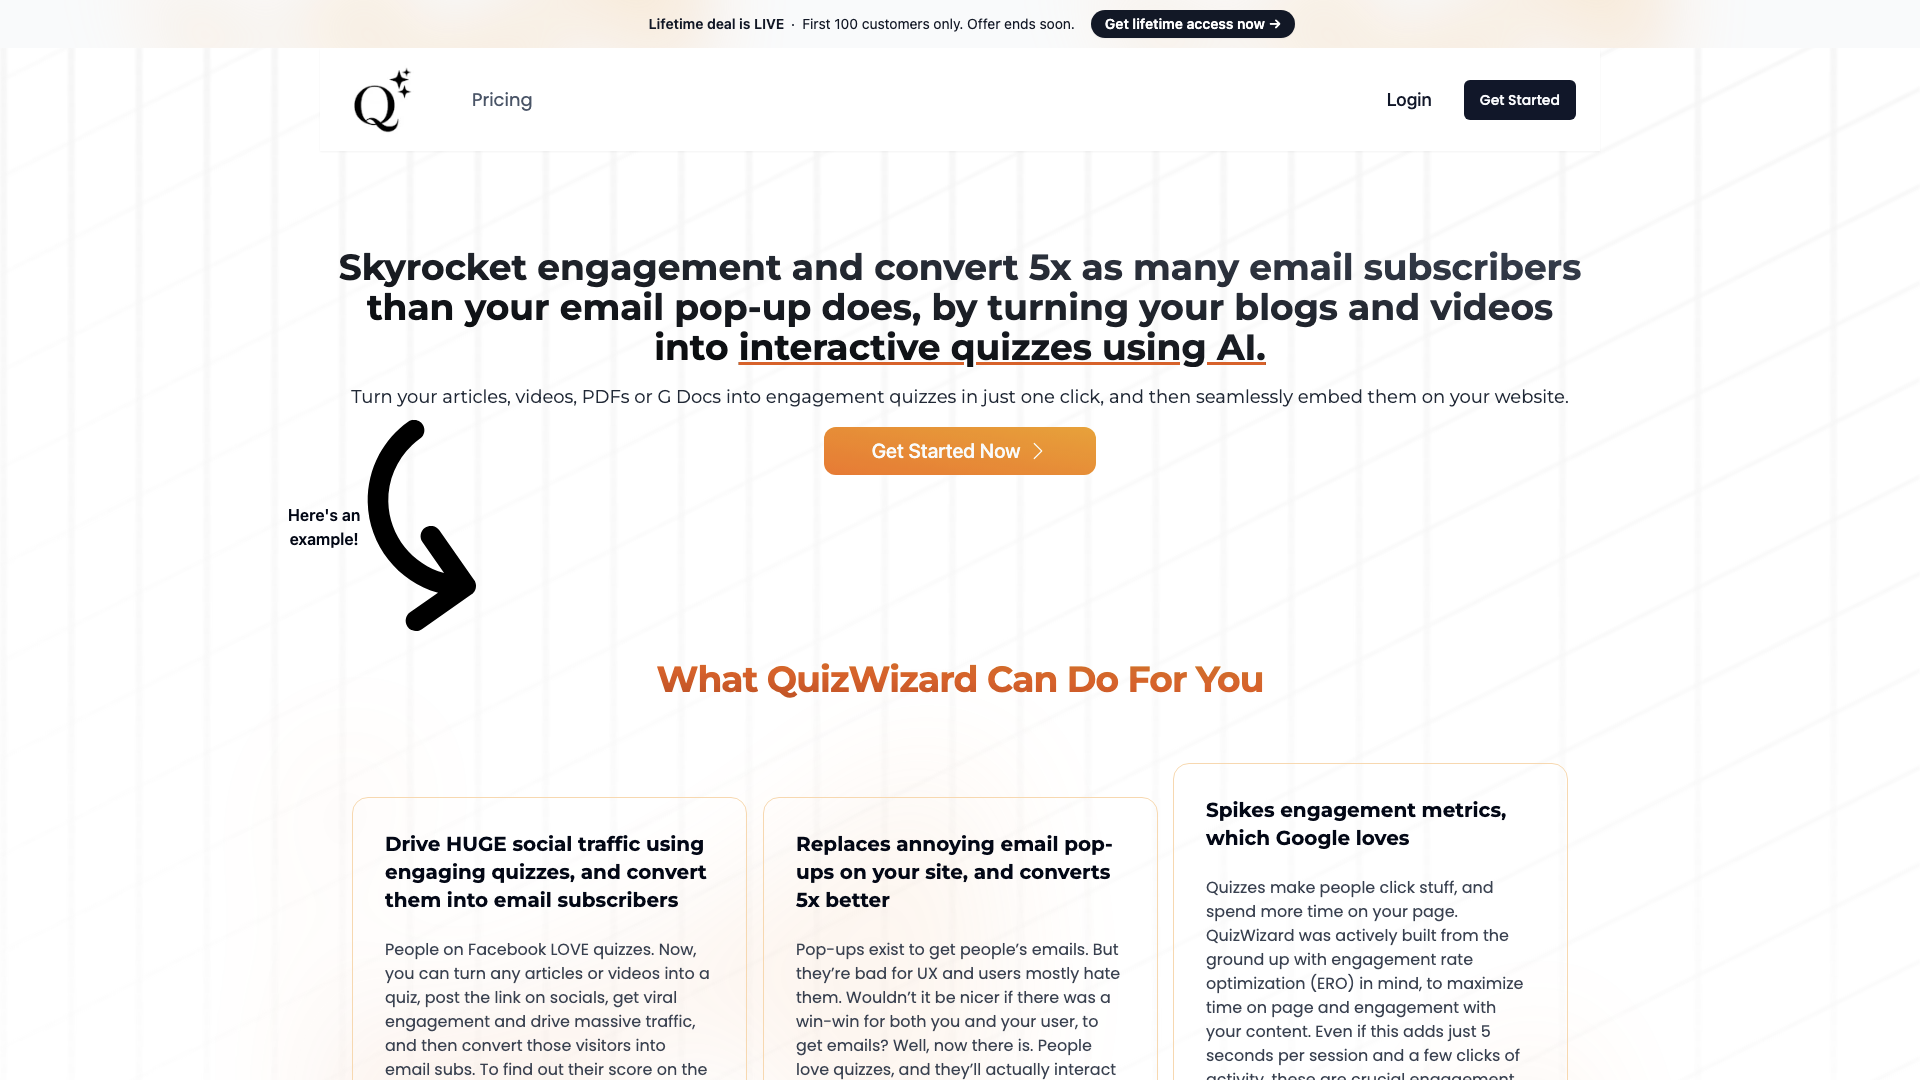 Lifetime deal is LIVE · First 100 customers only. Offer ends soon. Get lifetime access now →
Q
Pricing
Login
Get Started
Skyrocket engagement and convert 5x as many email subscribers
than your email pop-up does, by turning your blogs and videos
into interactive quizzes using AI.
Turn your articles, videos, PDFs or G Docs into engagement quizzes in just one click, and then seamlessly embed them on your website.
Get Started Now
Here's an
example!
What QuizWizard Can Do For You
Drive HUGE social traffic using
engaging quizzes, and convert
them into email subscribers
People on Facebook LOVE quizzes. Now,
you can turn any articles or videos into a
quiz, post the link on socials, get viral
engagement and drive massive traffic,
and then convert those visitors into
email subs. To find out their score on the
Replaces annoying email pop-
ups on your site, and converts
5x better
Pop-ups exist to get people’s emails. But
they’re bad for UX and users mostly hate
them. Wouldn’t it be nicer if there was a
win-win for both you and your user, to
get emails? Well, now there is. People
love quizzes, and they’ll actually interact
Spikes engagement metrics,
which Google loves
Quizzes make people click stuff, and
spend more time on your page.
QuizWizard was actively built from the
ground up with engagement rate
optimization (ERO) in mind, to maximize
time on page and engagement with
your content. Even if this adds just 5
seconds per session and a few clicks of
activity, these are crucial engagement